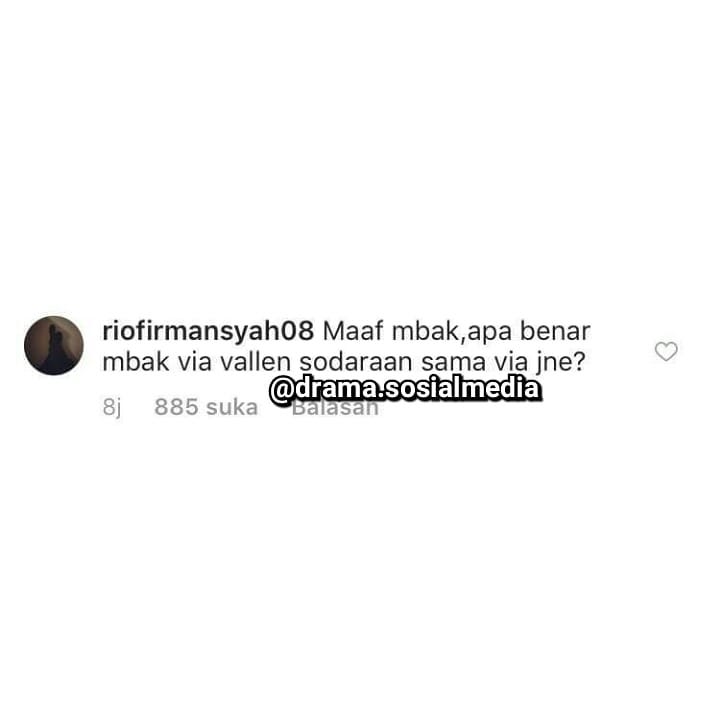 riofirmansyah08 Maaf mbak,apa benar
mbak via vallen sodaraan sama via jne?
@drama.sosialmedia
8j 885 suka Balasan